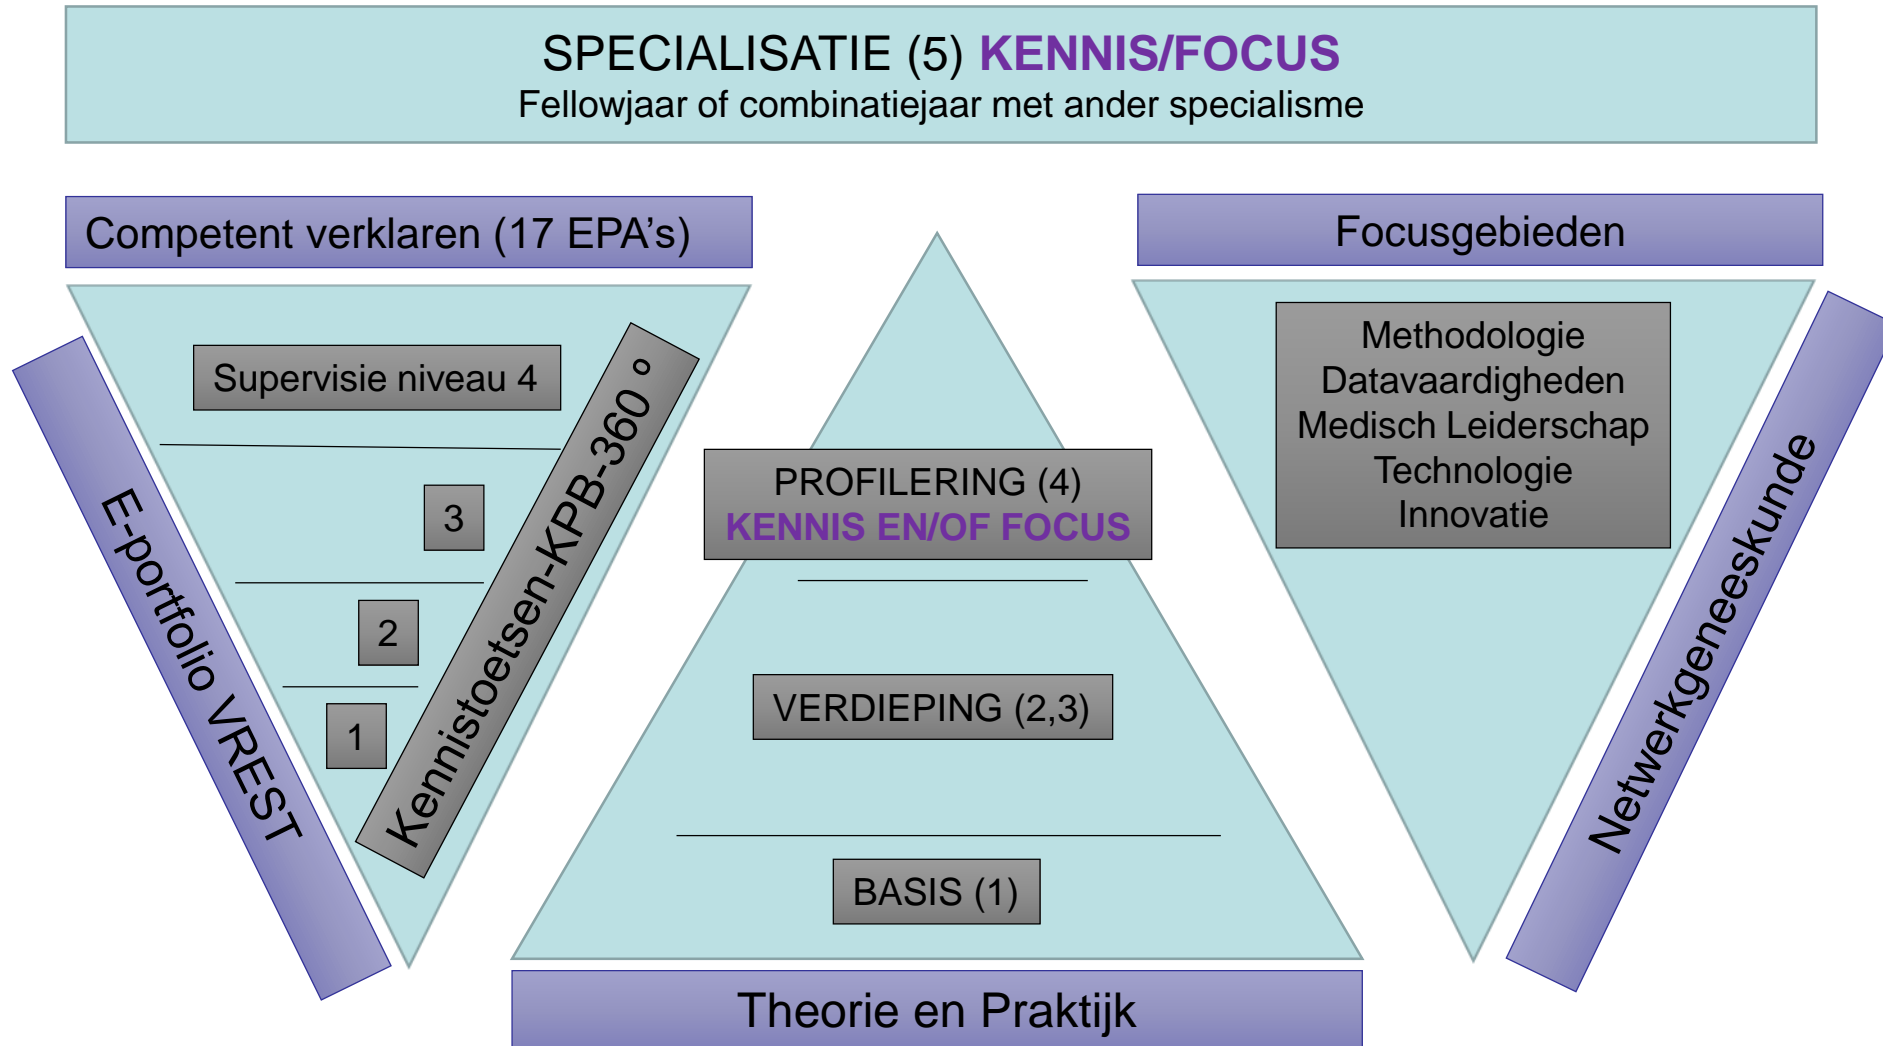 SPECIALISATIE (5) KENNIS/FOCUS
Fellowjaar of combinatiejaar met ander specialisme
Competent verklaren (17 EPA’s)
Supervisie niveau 4
3
2
1
E-portfolio VREST
Kennistoetsen-KPB-360 º
PROFILERING (4)
KENNIS EN/OF FOCUS
VERDIEPING (2,3)
BASIS (1)
Theorie en Praktijk
Focusgebieden
Methodologie
Datavaardigheden
Medisch Leiderschap
Technologie
Innovatie
Netwerkgeneeskunde